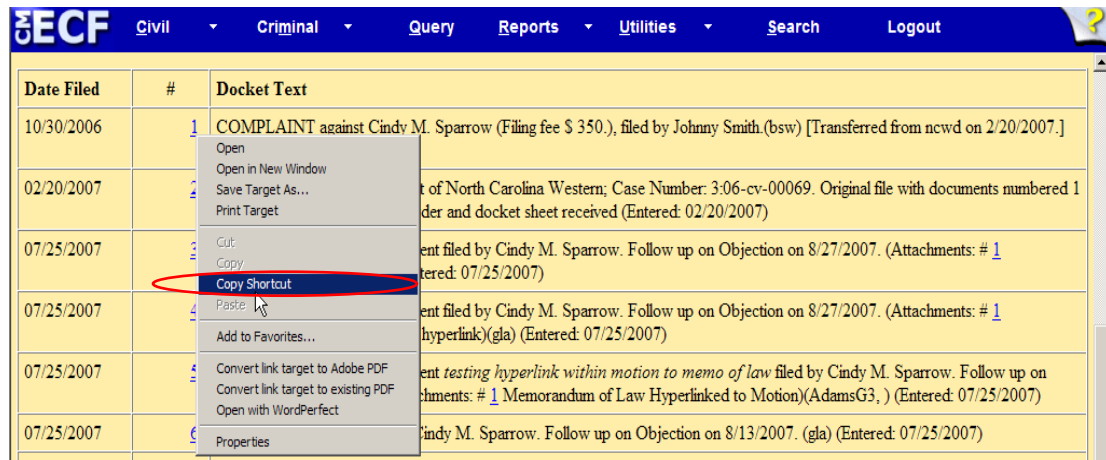 CM ECF Civil Criminal Query Reports Utilities Search Logout ?
Date Filed # Docket Text
10/30/2006 1 COMPLAINT against Cindy M. Sparrow (Filing fee $ 350.), filed by Johnny Smith.(bsw) [Transferred from ncwd on 2/20/2007.]
Open
Open in New Window
Save Target As...
Print Target
Cut
Copy
Copy Shortcut
Paste
Add to Favorites...
Convert link target to Adobe PDF
Convert link target to existing PDF
Open with WordPerfect
Properties
02/20/2007 2 t of North Carolina Western; Case Number: 3:06-cv-00069. Original file with documents numbered 1
der and docket sheet received (Entered: 02/20/2007)
07/25/2007 3 ent filed by Cindy M. Sparrow. Follow up on Objection on 8/27/2007. (Attachments: # 1
tered: 07/25/2007)
07/25/2007 4 ent filed by Cindy M. Sparrow. Follow up on Objection on 8/27/2007. (Attachments: # 1
hyperlink)(gla) (Entered: 07/25/2007)
07/25/2007 5 ent testing hyperlink within motion to memo of law filed by Cindy M. Sparrow. Follow up on
chments: # 1 Memorandum of Law Hyperlinked to Motion)(AdamsG3, ) (Entered: 07/25/2007)
07/25/2007 6 Cindy M. Sparrow. Follow up on Objection on 8/13/2007. (gla) (Entered: 07/25/2007)